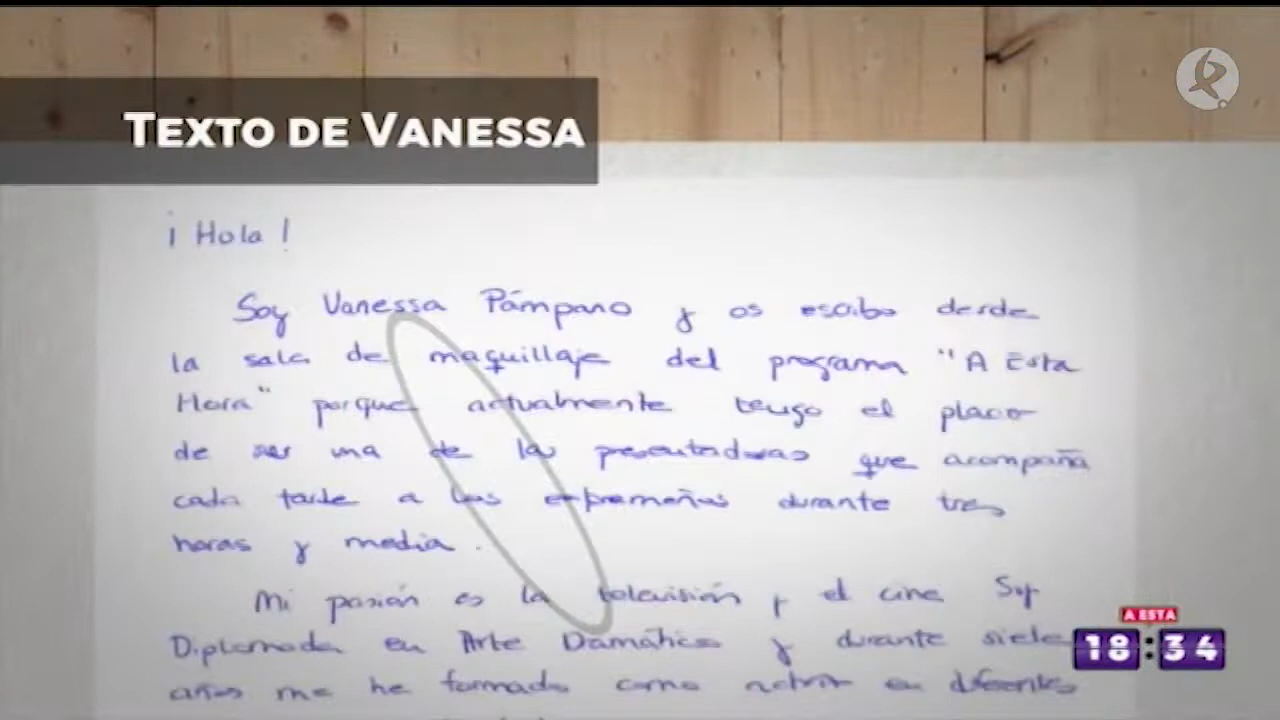 TEXTO DE VANESSA
¡Hola!
Soy Vanessa Pámpano y os escribo desde
la sala de maquillaje del programa "A Esta
Hora" porque actualmente tengo el placer
de ser una de las presentadoras que acompaña
cada tarde a los extremeños durante tres
horas y media.
Mi pasión es la televisión y el cine Soy
Diplomada en Arte Dramático y durante siete
años me he formado como actriz en diferentes
A ESTA
18:34